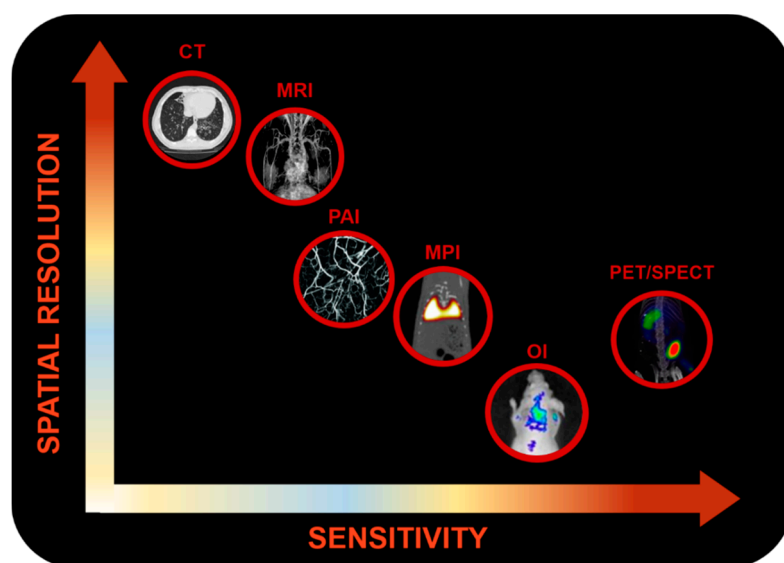 CT
MRI
PAI
MPI
PET/SPECT
OI
SPATIAL RESOLUTION
SENSITIVITY